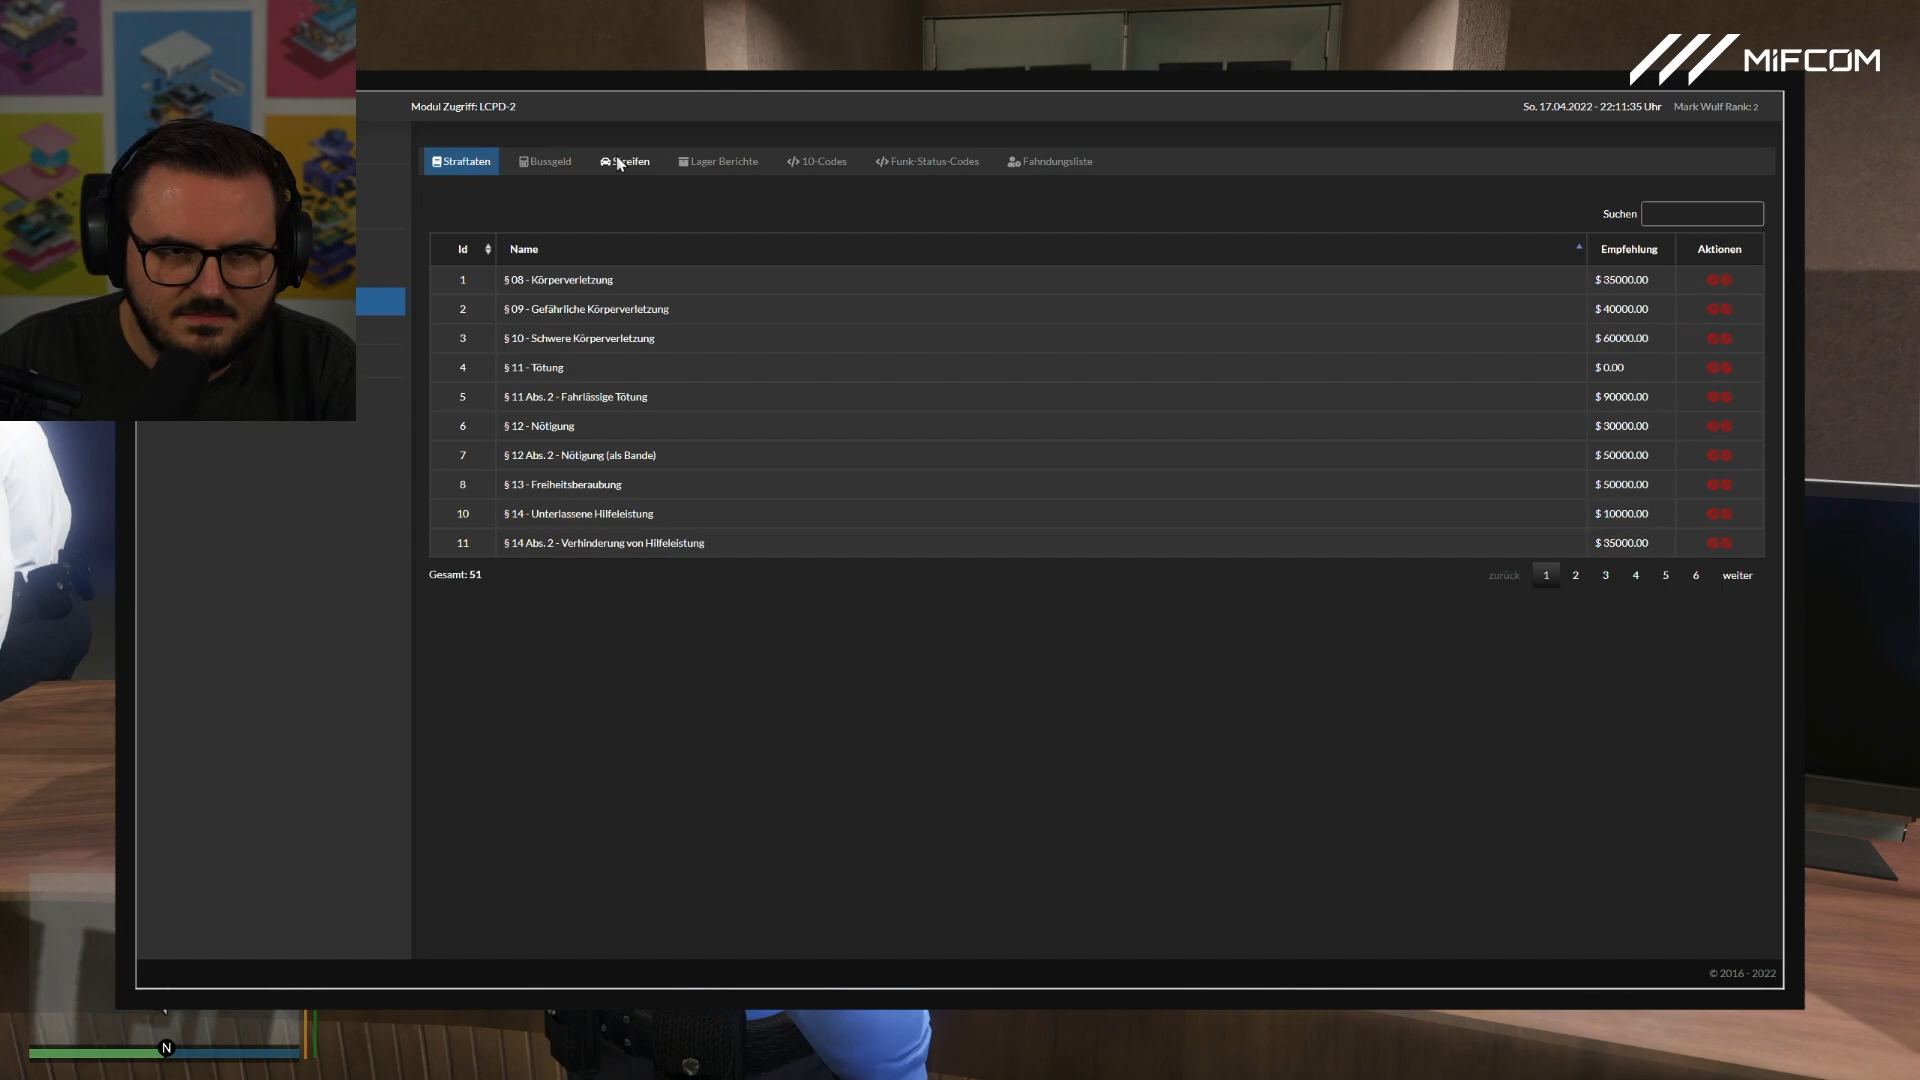 MIFCOM
Modul Zugriff: LCPD-2
So. 17.04.2022 - 22:11:35 Uhr Mark Wulf Rank: 2
Straftaten Bussgeld Streifen Lager Berichte 10-Codes Funk-Status-Codes Fahndungsliste
Suchen
Id Name Empfehlung Aktionen
1 § 08 - Körperverletzung $ 35000.00
2 § 09 - Gefährliche Körperverletzung $ 40000.00
3 § 10 - Schwere Körperverletzung $ 60000.00
4 § 11 - Tötung $ 0.00
5 § 11 Abs. 2 - Fahrlässige Tötung $ 90000.00
6 § 12 - Nötigung $ 30000.00
7 § 12 Abs. 2 - Nötigung (als Bande) $ 50000.00
8 § 13 - Freiheitsberaubung $ 50000.00
10 § 14 - Unterlassene Hilfeleistung $ 10000.00
11 § 14 Abs. 2 - Verhinderung von Hilfeleistung $ 35000.00
Gesamt: 51
zurück 1 2 3 4 5 6 weiter
© 2016 - 2022
N